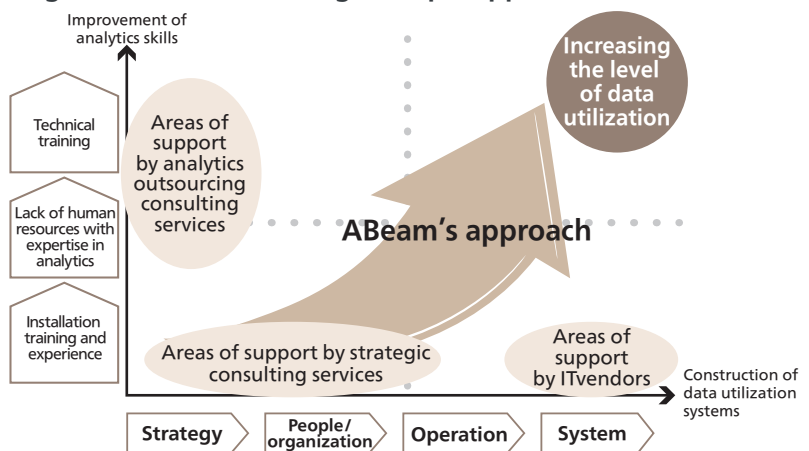 Improvement of
analytics skills
Increasing
the level
of data
utilization
Technical
training
Areas of
support
by analytics
outsourcing
consulting
services
Lack of human
resources with
expertise in
analytics
ABeam's approach
Installation
training and
experience
Areas of support by strategic
consulting services
Areas of
support
by ITvendors
Construction of
data utilization
systems
Strategy
People/
organization
Operation
System